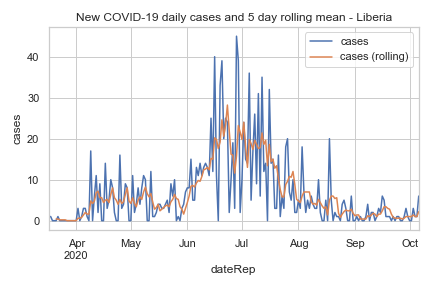 New COVID-19 daily cases and 5 day rolling mean - Liberia
cases
cases (rolling)
40
30
20
10
0
cases
Apr
2020
May
Jun
Jul
Aug
Sep
Oct
dateRep